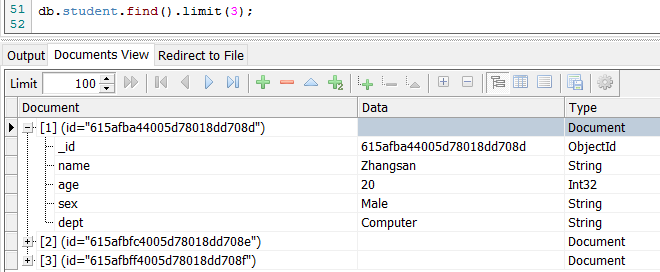 51 db.student.find().limit(3);
52
Output Documents View Redirect to File
Limit 100
Document Data Type
[1] (id="615afba44005d78018dd708d") Document
_id 615afba44005d78018dd708d ObjectId
name Zhangsan String
age 20 Int32
sex Male String
dept Computer String
[2] (id="615afbfc4005d78018dd708e") Document
[3] (id="615afbff4005d78018dd708f") Document